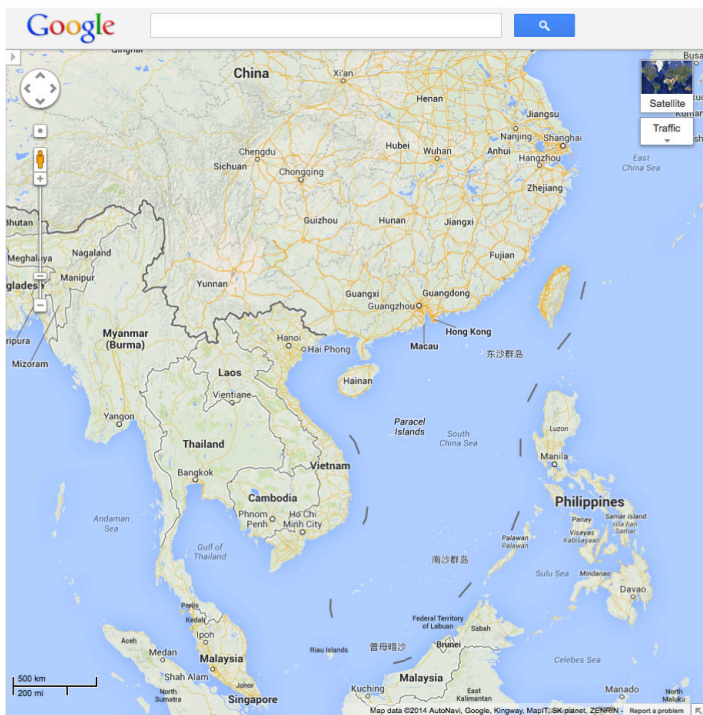 Google
Qinghai
China
Xi'an
Busa
Satellite
Traffic
Henan
Jiangsu
Nanjing
Shanghai
Hubei
Wuhan
Anhui
Hangzhou
Chengdu
Sichuan
Chongqing
East
China Sea
Zhejiang
Guizhou
Hunan
Jiangxi
Bhutan
Fujian
Meghalaya
Nagaland
Manipur
Yunnan
Guangxi
Guangdong
Guangzhou
Hong Kong
Macau
Myanmar
(Burma)
Mizoram
Hanoi
Hai Phong
东沙群岛
Laos
Hainan
Vientiane
Yangon
Paracel
Islands
South
China Sea
Luzon
Thailand
Manila
Vietnam
Bangkok
Cambodia
Philippines
Phnom
Penh
Ho Chi
Minh City
Andaman
Sea
Panay
Samar Island
Isla han
Samar
Visayas
Kabisayaan
Gulf of
Thailand
Palawan
Palawan
南沙群岛
Sulu Sea
Mindanao
Davao
Perlis
Kedah
Federal Territory
of Labuan
Sabah
Aceh
Ipoh
Riau Islands
曾母暗沙
Brunei
Medan
Malaysia
Celebes Sea
500 km
200 mi
Shah Alam
Johor
Malaysia
North
Sumatra
Singapore
Kuching
East
Kalimantan
Manado
North
Maluku
Map data ©2014 AutoNavi, Google, Kingway, MapIT, SK planet, ZENRIN -
Report a problem